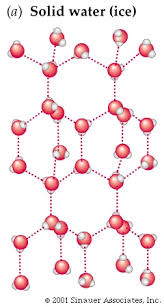 (a) Solid water (ice)
© 2001 Sinauer Associates, Inc.